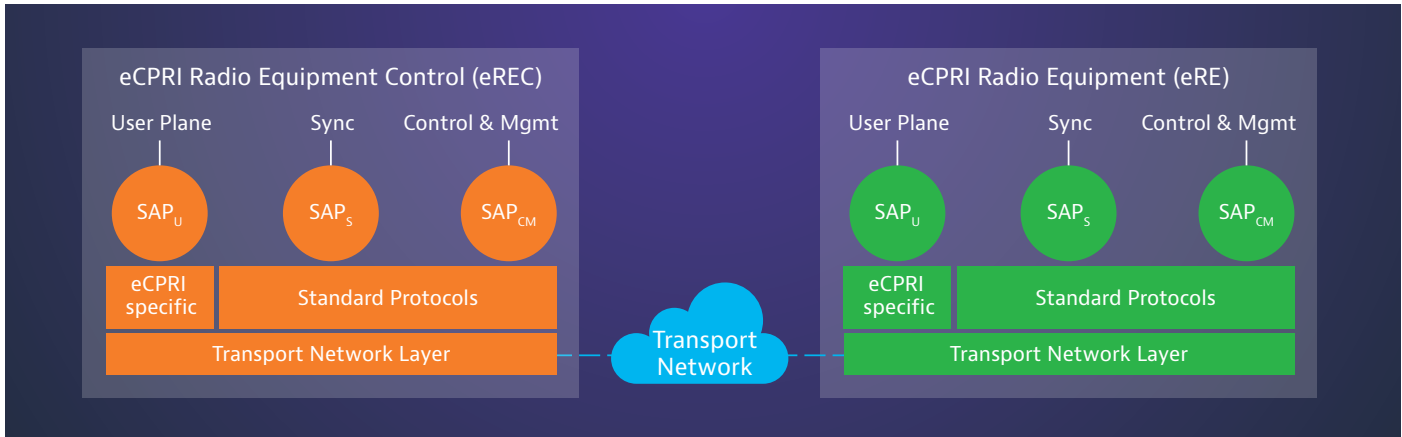 eCPRI Radio Equipment Control (eREC)
User Plane
Sync
Control & Mgmt
SAPU
SAPS
SAPCM
eCPRI
specific
Standard Protocols
Transport Network Layer
Transport
Network
eCPRI Radio Equipment (eRE)
User Plane
Sync
Control & Mgmt
SAPU
SAPS
SAPCM
eCPRI
specific
Standard Protocols
Transport Network Layer